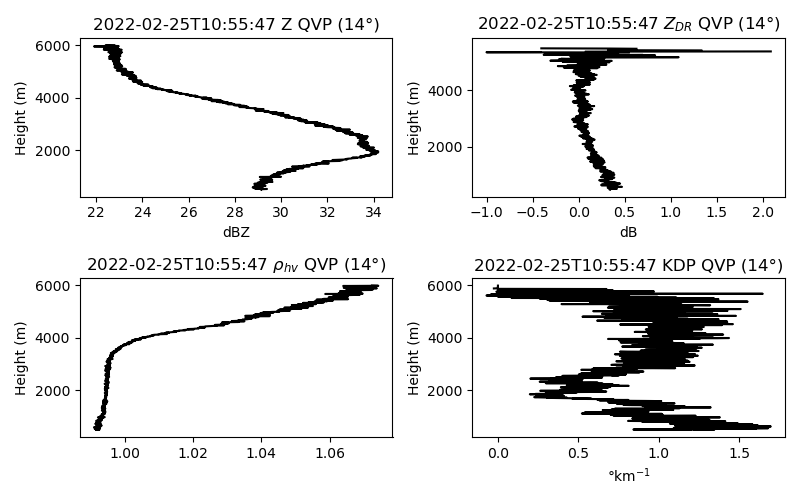 2022-02-25T10:55:47 Z QVP (14°)
6000
4000
2000
Height (m)
22 24 26 28 30 32 34
dBZ
2022-02-25T10:55:47 Z_DR QVP (14°)
4000
2000
Height (m)
−1.0 −0.5 0.0 0.5 1.0 1.5 2.0
dB
2022-02-25T10:55:47 ρ_hv QVP (14°)
6000
4000
2000
Height (m)
1.00 1.02 1.04 1.06
2022-02-25T10:55:47 KDP QVP (14°)
6000
4000
2000
Height (m)
0.0 0.5 1.0 1.5
°km⁻¹